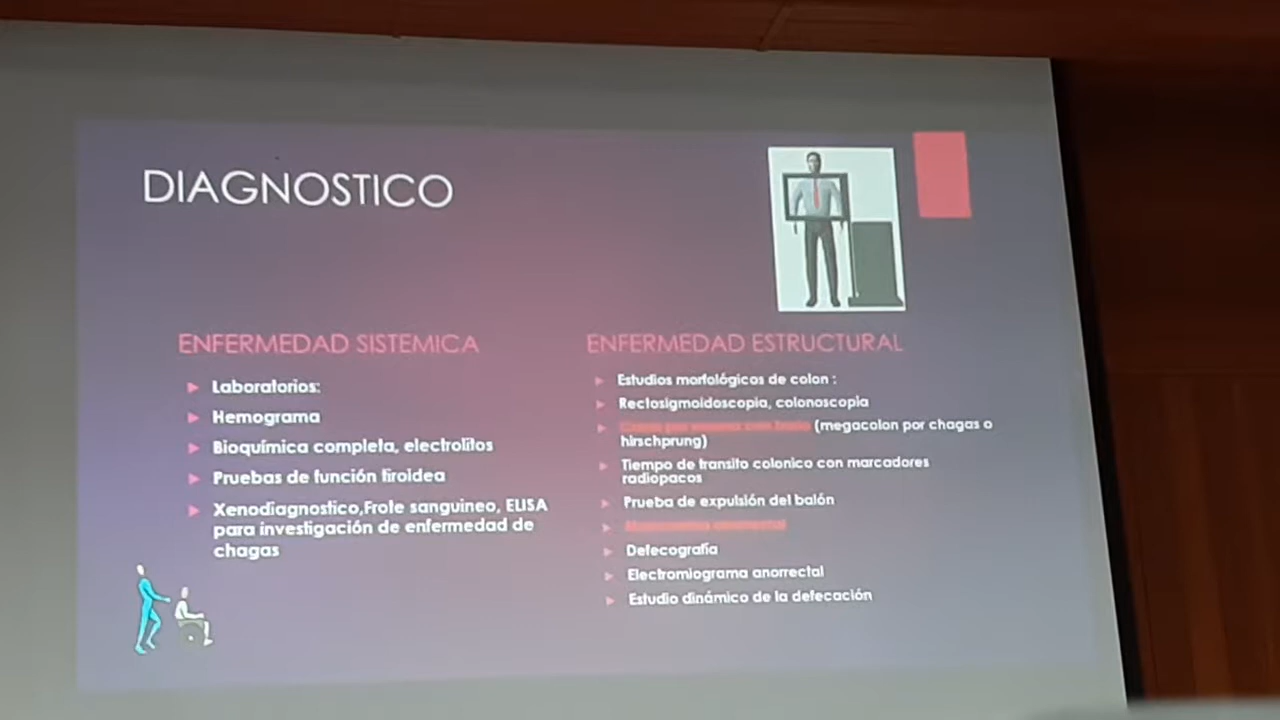 DIAGNOSTICO
ENFERMEDAD SISTEMICA
Laboratorios:
Hemograma
Bioquímica completa, electrolitos
Pruebas de función tiroidea
Xenodiagnostico,Frote sanguineo, ELISA
para investigación de enfermedad de
chagas
ENFERMEDAD ESTRUCTURAL
Estudios morfológicos de colon :
Rectosigmoidoscopia, colonoscopia
(megacolon por chagas o
hirschprung)
Tiempo de transito colonico con marcadores
radiopacos
Prueba de expulsión del balón
Defecografía
Electromiograma anorrectal
Estudio dinámico de la defecación